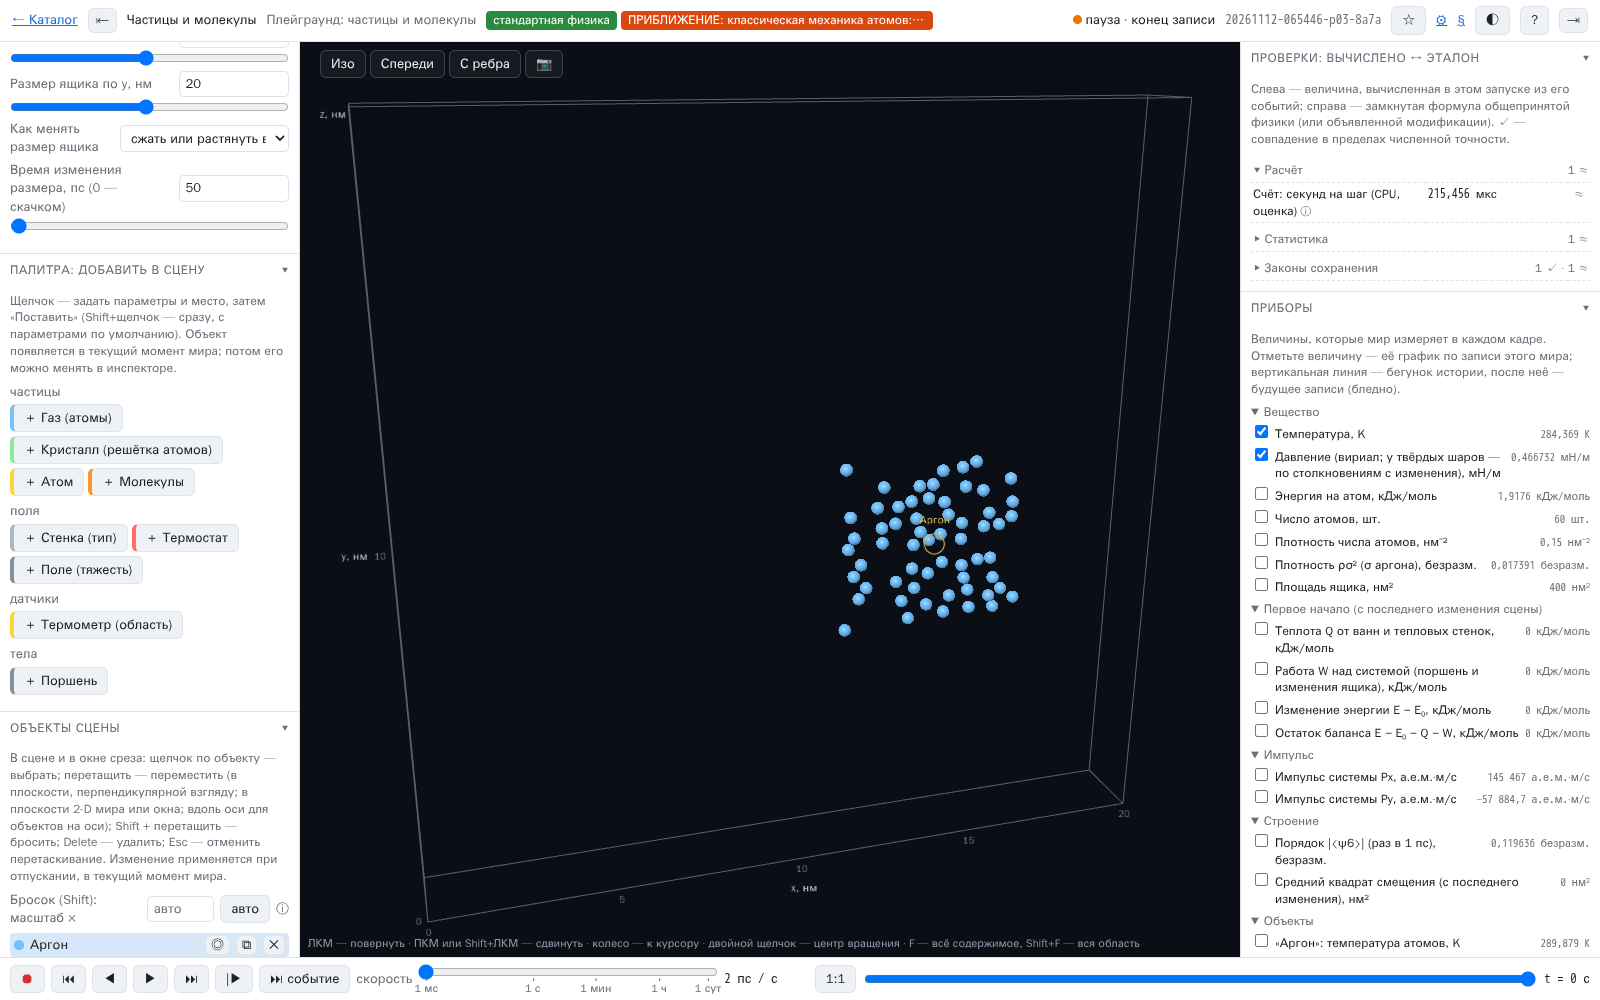 ← Каталог
⇤
Частицы и молекулы
Плейграунд: частицы и молекулы
стандартная физика
ПРИБЛИЖЕНИЕ: классическая механика атомов:…
пауза · конец записи
20261112-065446-p03-8a7a
☆
⚙
§
?
⇥
Размер ящика по y, нм
20
Как менять размер ящика
сжать или растянуть в
Время изменения размера, пс (0 — скачком)
50
ПАЛИТРА: ДОБАВИТЬ В СЦЕНУ
Щелчок — задать параметры и место, затем
«Поставить» (Shift+щелчок — сразу, с
параметрами по умолчанию). Объект
появляется в текущий момент мира; потом его
можно менять в инспекторе.
частицы
+ Газ (атомы)
+ Кристалл (решётка атомов)
+ Атом
+ Молекулы
поля
+ Стенка (тип)
+ Термостат
+ Поле (тяжесть)
датчики
+ Термометр (область)
тела
+ Поршень
ОБЪЕКТЫ СЦЕНЫ
В сцене и в окне среза: щелчок по объекту —
выбрать; перетащить — переместить (в
плоскости, перпендикулярной взгляду; в
плоскости 2-D мира или окна; вдоль оси для
объектов на оси); Shift + перетащить —
бросить; Delete — удалить; Esc — отменить
перетаскивание. Изменение применяется при
отпускании, в текущий момент мира.
Бросок (Shift): масштаб ×
авто
авто
ⓘ
Аргон
Изо
Спереди
С ребра
z, нм
y, нм
10
Аргон
20
15
10
x, нм
5
0
0
ЛКМ — повернуть · ПКМ или Shift+ЛКМ — сдвинуть · колесо — к курсору · двойной щелчок — центр вращения · F — всё содержимое, Shift+F — вся область
ПРОВЕРКИ: ВЫЧИСЛЕНО ↔ ЭТАЛОН
Слева — величина, вычисленная в этом запуске из его
событий; справа — замкнутая формула общепринятой
физики (или объявленной модификации). ✓ —
совпадение в пределах численной точности.
Расчёт
1 ≈
Счёт: секунд на шаг (CPU, оценка) ⓘ
215,456 мкс
≈
Статистика
1 ≈
Законы сохранения
1 ✓ · 1 ≈
ПРИБОРЫ
Величины, которые мир измеряет в каждом кадре.
Отметьте величину — её график по записи этого мира;
вертикальная линия — бегунок истории, после неё —
будущее записи (бледно).
Вещество
Температура, К
284,369 К
Давление (вириал; у твёрдых шаров — по столкновениям с изменения), мН/м
0,466732 мН/м
Энергия на атом, кДж/моль
1,9176 кДж/моль
Число атомов, шт.
60 шт.
Плотность числа атомов, нм⁻²
0,15 нм⁻²
Плотность ρσ² (σ аргона), безразм.
0,017391 безразм.
Площадь ящика, нм²
400 нм²
Первое начало (с последнего изменения сцены)
Теплота Q от ванн и тепловых стенок, кДж/моль
0 кДж/моль
Работа W над системой (поршень и изменения ящика), кДж/моль
0 кДж/моль
Изменение энергии E − E₀, кДж/моль
0 кДж/моль
Остаток баланса E − E₀ − Q − W, кДж/моль
0 кДж/моль
Импульс
Импульс системы Px, а.е.м.·м/с
145 467 а.е.м.·м/с
Импульс системы Py, а.е.м.·м/с
−57 884,7 а.е.м.·м/с
Строение
Порядок |⟨ψ6⟩| (раз в 1 пс), безразм.
0,119636 безразм.
Средний квадрат смещения (с последнего изменения), нм²
0 нм²
Объекты
«Аргон»: температура атомов, К
289,879 К
событие
скорость
1 мс
1 с
1 мин
1 ч
1 сут
2 пс / с
1:1
t = 0 с